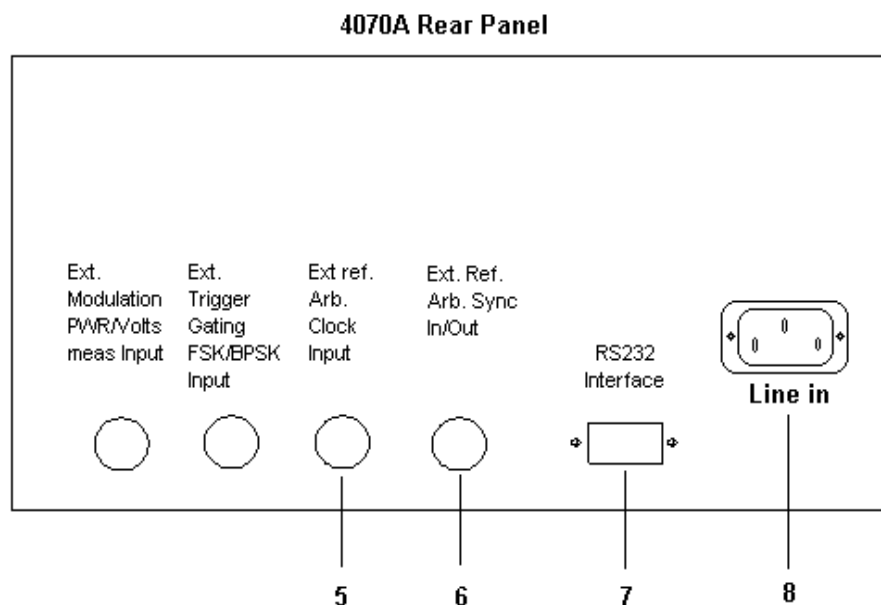 4070A Rear Panel
Ext.
Modulation
PWR/Volts
meas Input
Ext.
Trigger
Gating
FSK/BPSK
Input
Ext ref.
Arb.
Clock
Input
Ext. Ref.
Arb. Sync
In/Out
RS232
Interface
Line in
5
6
7
8